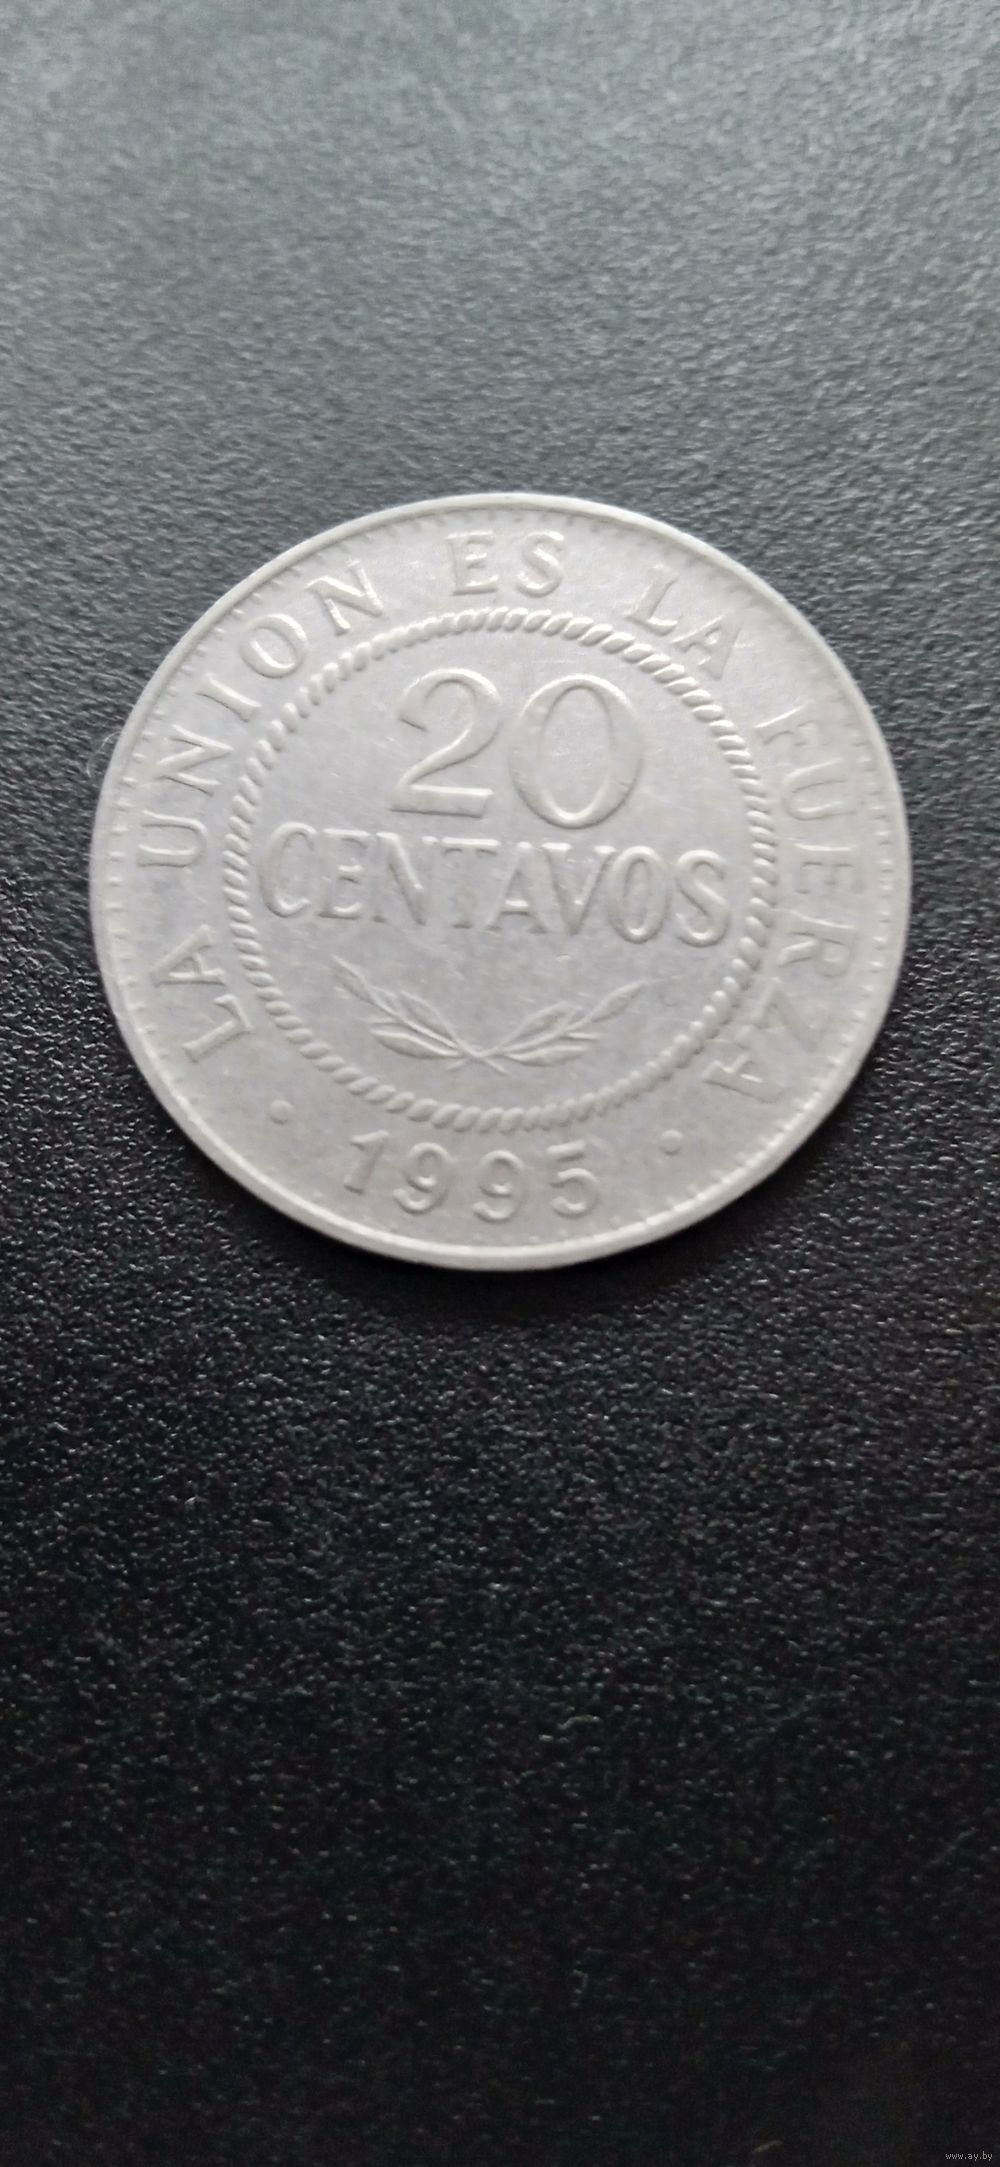 LA UNION ES LA FUERZA
20
CENTAVOS
· 1995 ·
www.ay.by